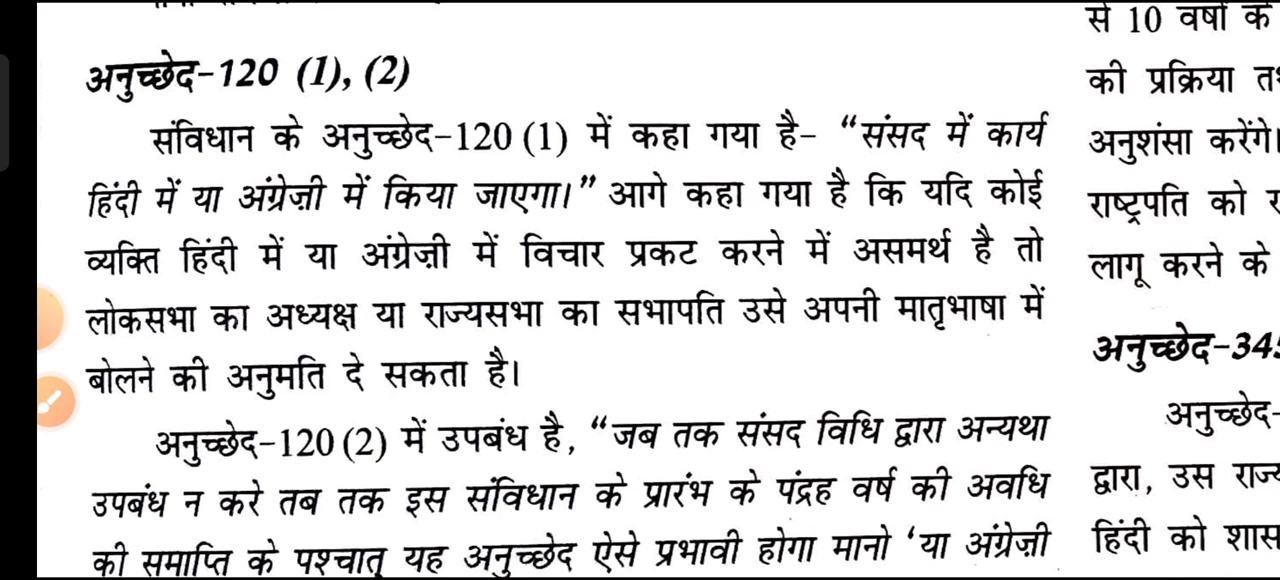 अनुच्छेद-120 (1), (2)
संविधान के अनुच्छेद-120 (1) में कहा गया है- “संसद में कार्य
हिंदी में या अंग्रेज़ी में किया जाएगा।” आगे कहा गया है कि यदि कोई
व्यक्ति हिंदी में या अंग्रेज़ी में विचार प्रकट करने में असमर्थ है तो
लोकसभा का अध्यक्ष या राज्यसभा का सभापति उसे अपनी मातृभाषा में
बोलने की अनुमति दे सकता है।
अनुच्छेद-120 (2) में उपबंध है, “जब तक संसद विधि द्वारा अन्यथा
उपबंध न करे तब तक इस संविधान के प्रारंभ के पंद्रह वर्ष की अवधि
की समाप्ति के पश्चात् यह अनुच्छेद ऐसे प्रभावी होगा मानो ‘या अंग्रेज़ी
से 10 वर्षों के
की प्रक्रिया
अनुशंसा करेंगे।
राष्ट्रपति को
लागू करने के
अनुच्छेद-345
अनुच्छेद-
द्वारा, उस
हिंदी को